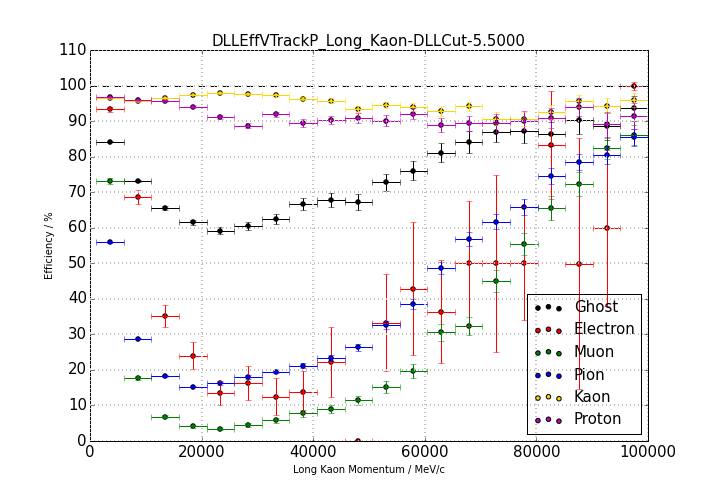 DLLEffVTrackP_Long_Kaon-DLLCut-5.5000
110
100
90
80
70
60
50
40
30
20
10
0
Efficiency / %
Ghost
Electron
Muon
Pion
Kaon
Proton
0 20000 40000 60000 80000 100000
Long Kaon Momentum / MeV/c